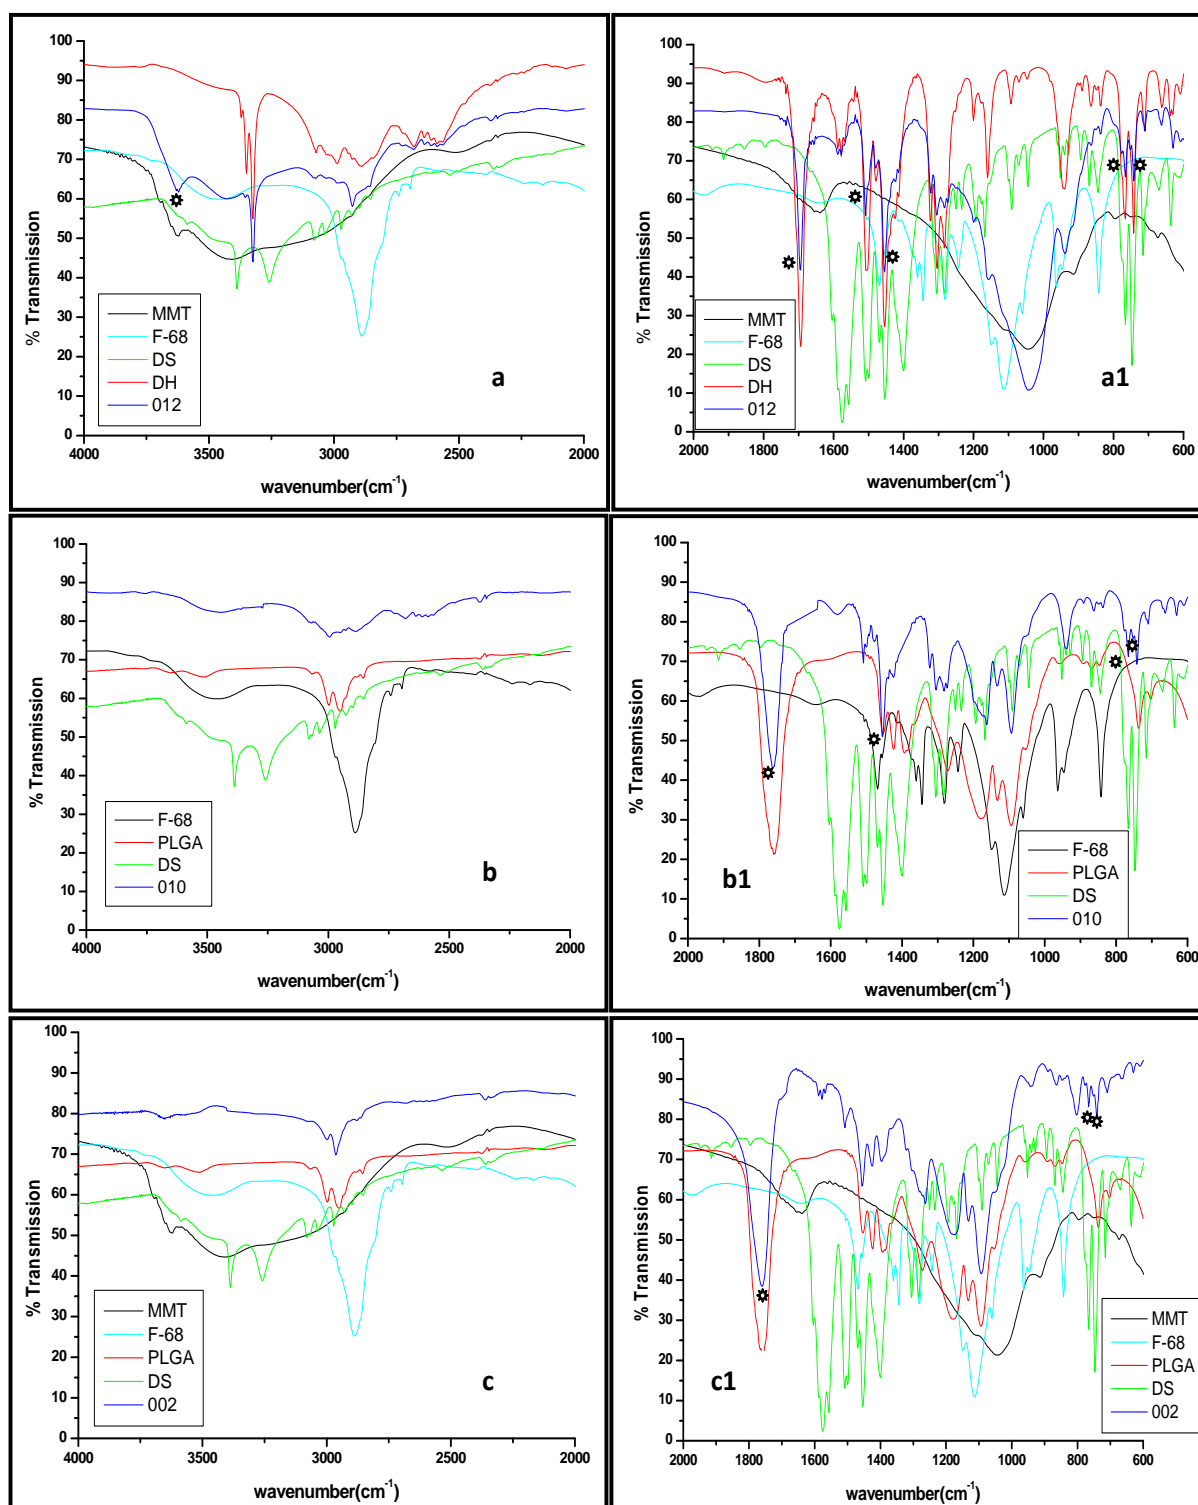 100
90
80
70
60
50
40
30
20
10
0
% Transmission
MMT
F-68
DS
DH
012
a
4000 3500 3000 2500 2000
wavenumber(cm-1)
100
90
80
70
60
50
40
30
20
10
0
% Transmission
MMT
F-68
DS
DH
012
a1
2000 1800 1600 1400 1200 1000 800 600
wavenumber(cm-1)
100
90
80
70
60
50
40
30
20
10
0
% Transmission
F-68
PLGA
DS
010
b
4000 3500 3000 2500 2000
wavenumber(cm-1)
100
90
80
70
60
50
40
30
20
10
0
% Transmission
F-68
PLGA
DS
010
b1
2000 1800 1600 1400 1200 1000 800 600
wavenumber(cm-1)
100
90
80
70
60
50
40
30
20
10
0
% Transmission
MMT
F-68
PLGA
DS
002
c
4000 3500 3000 2500 2000
wavenumber(cm-1)
100
90
80
70
60
50
40
30
20
10
0
% Transmission
MMT
F-68
PLGA
DS
002
c1
2000 1800 1600 1400 1200 1000 800 600
wavenumber(cm-1)